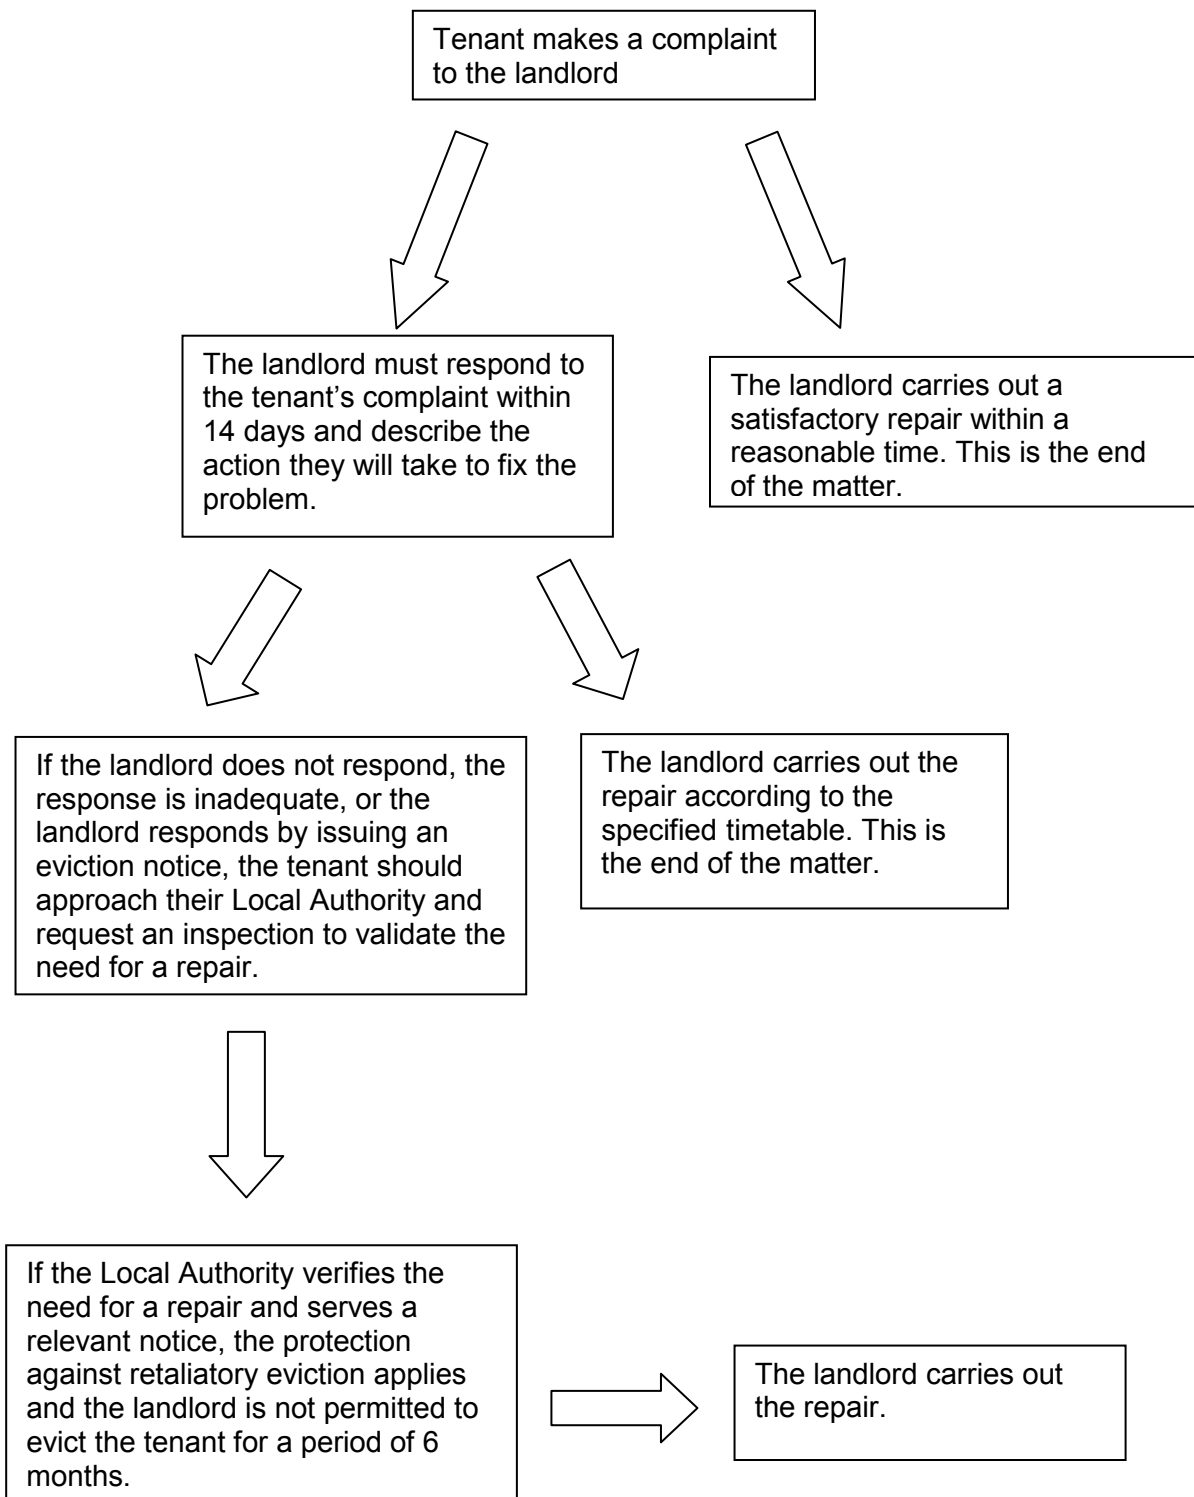 Tenant makes a complaint
to the landlord
The landlord must respond to
the tenant’s complaint within
14 days and describe the
action they will take to fix the
problem.
The landlord carries out a
satisfactory repair within a
reasonable time. This is the end
of the matter.
If the landlord does not respond, the
response is inadequate, or the
landlord responds by issuing an
eviction notice, the tenant should
approach their Local Authority and
request an inspection to validate the
need for a repair.
The landlord carries out the
repair according to the
specified timetable. This is
the end of the matter.
If the Local Authority verifies the
need for a repair and serves a
relevant notice, the protection
against retaliatory eviction applies
and the landlord is not permitted to
evict the tenant for a period of 6
months.
The landlord carries out
the repair.